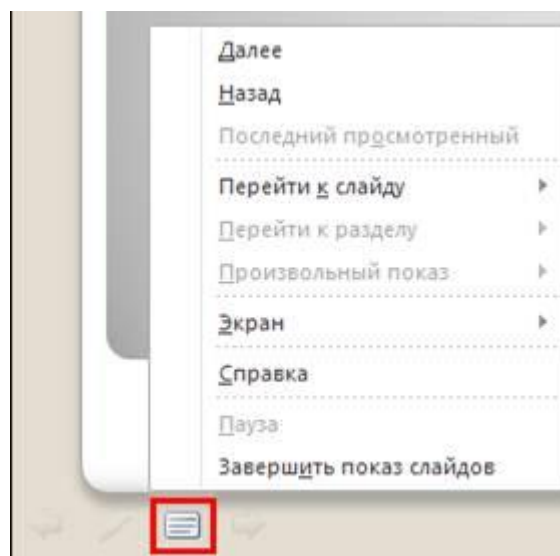 Далее
Назад
Последний просмотренный
Перейти к слайду
Перейти к разделу
Произвольный показ
Экран
Справка
Пауза
Завершить показ слайдов